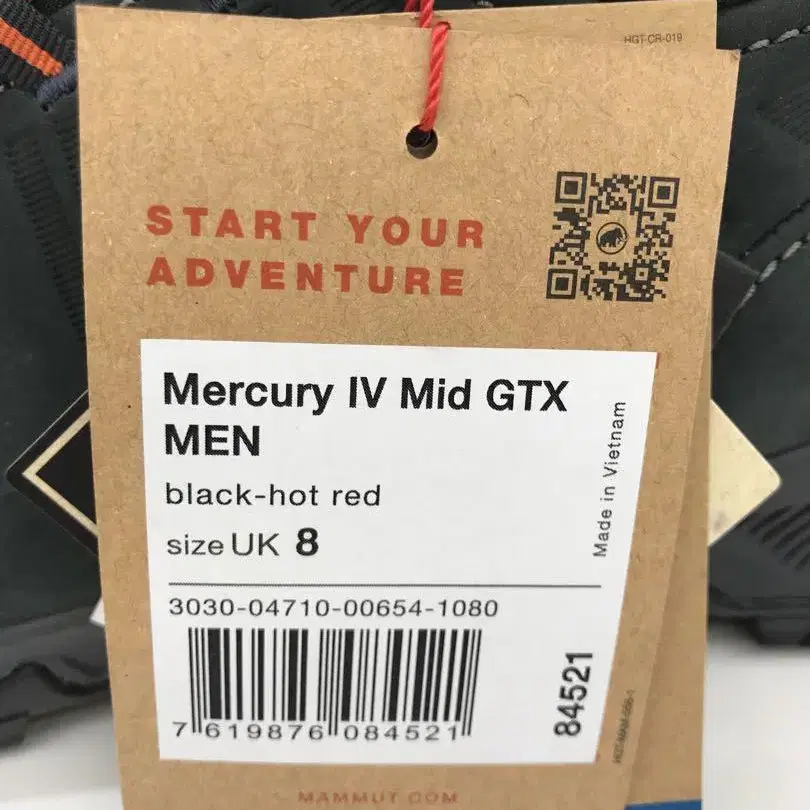 HGT-CR-019
START YOUR
ADVENTURE
Mercury IV Mid GTX
MEN
black-hot red
size UK 8
Made in Vietnam
3030-04710-00654-1080
7 619876 084521
84521
MAMMUT.COM